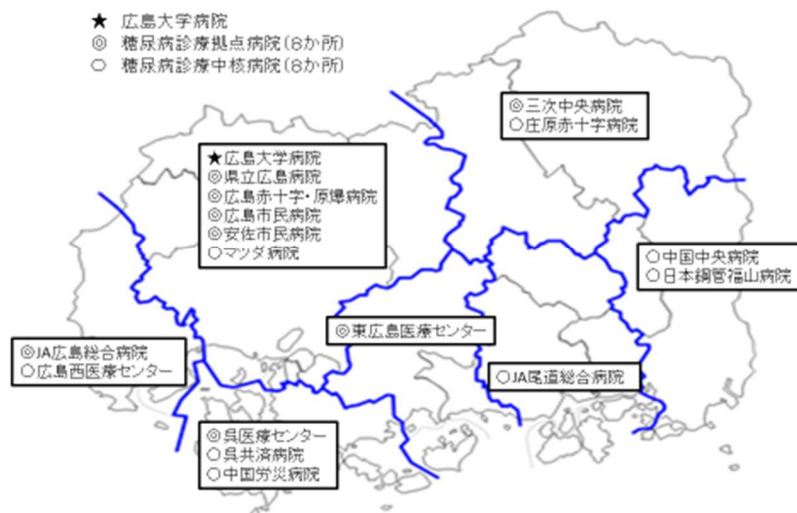 ★ 広島大学病院
◎ 糖尿病診療拠点病院(8か所)
○ 糖尿病診療中核病院(8か所)
◎三次中央病院
○庄原赤十字病院
★広島大学病院
◎県立広島病院
◎広島赤十字・原爆病院
◎広島市民病院
◎安佐市民病院
○マツダ病院
○中国中央病院
○日本鋼管福山病院
◎東広島医療センター
◎JA広島総合病院
○広島西医療センター
○JA尾道総合病院
◎呉医療センター
○呉共済病院
○中国労災病院